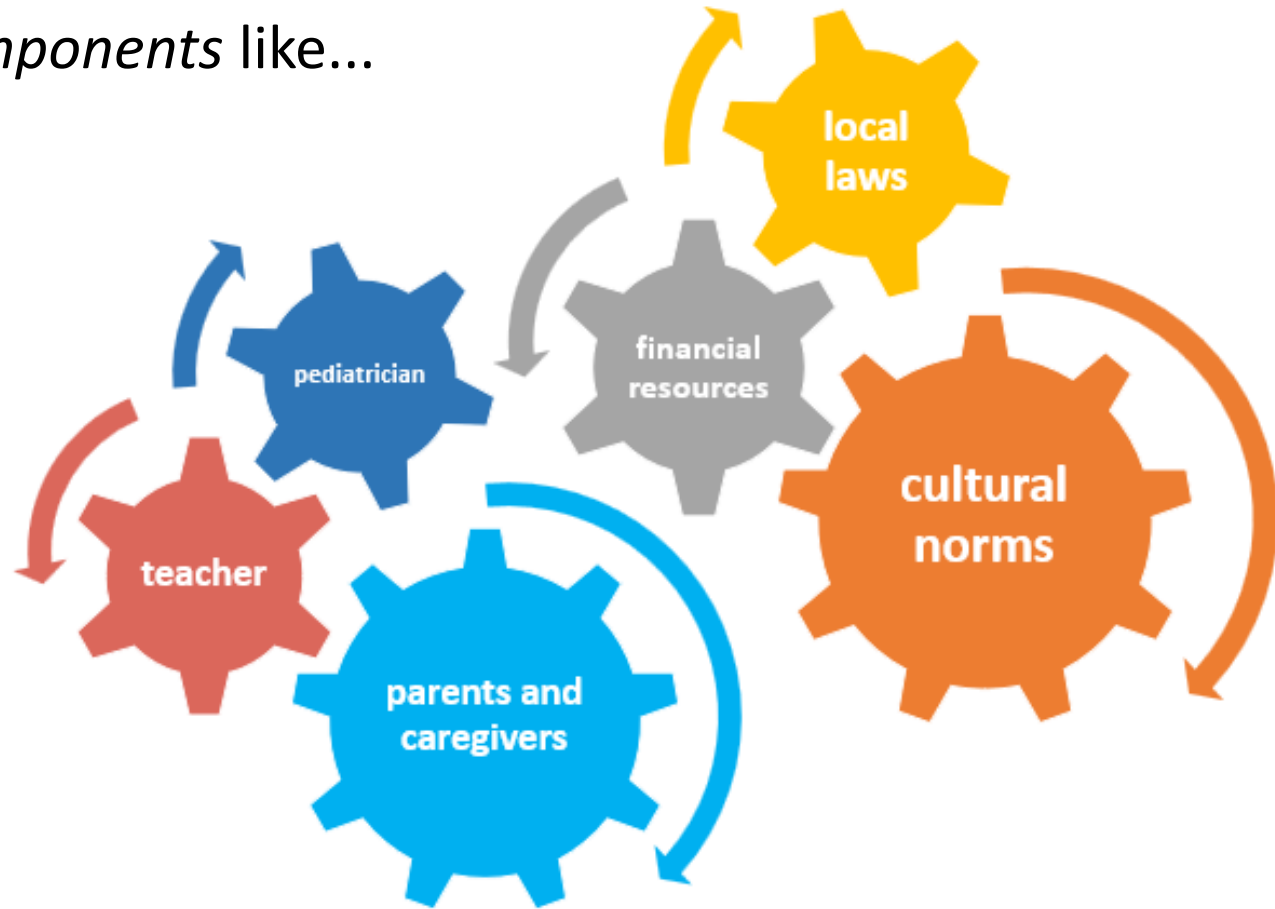 mponents like...
local
laws
financial
resources
pediatrician
cultural
norms
teacher
parents and
caregivers